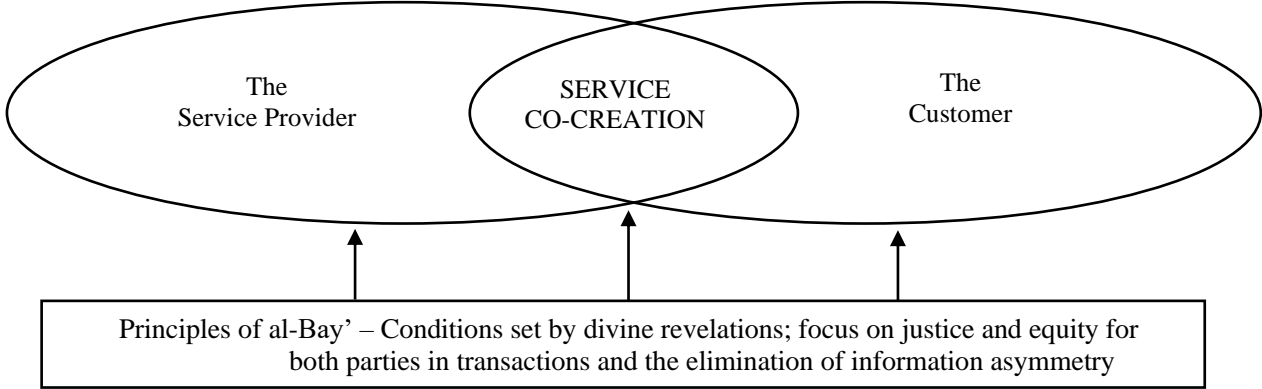 The
Service Provider
SERVICE
CO-CREATION
The
Customer
Principles of al-Bay’ – Conditions set by divine revelations; focus on justice and equity for
both parties in transactions and the elimination of information asymmetry